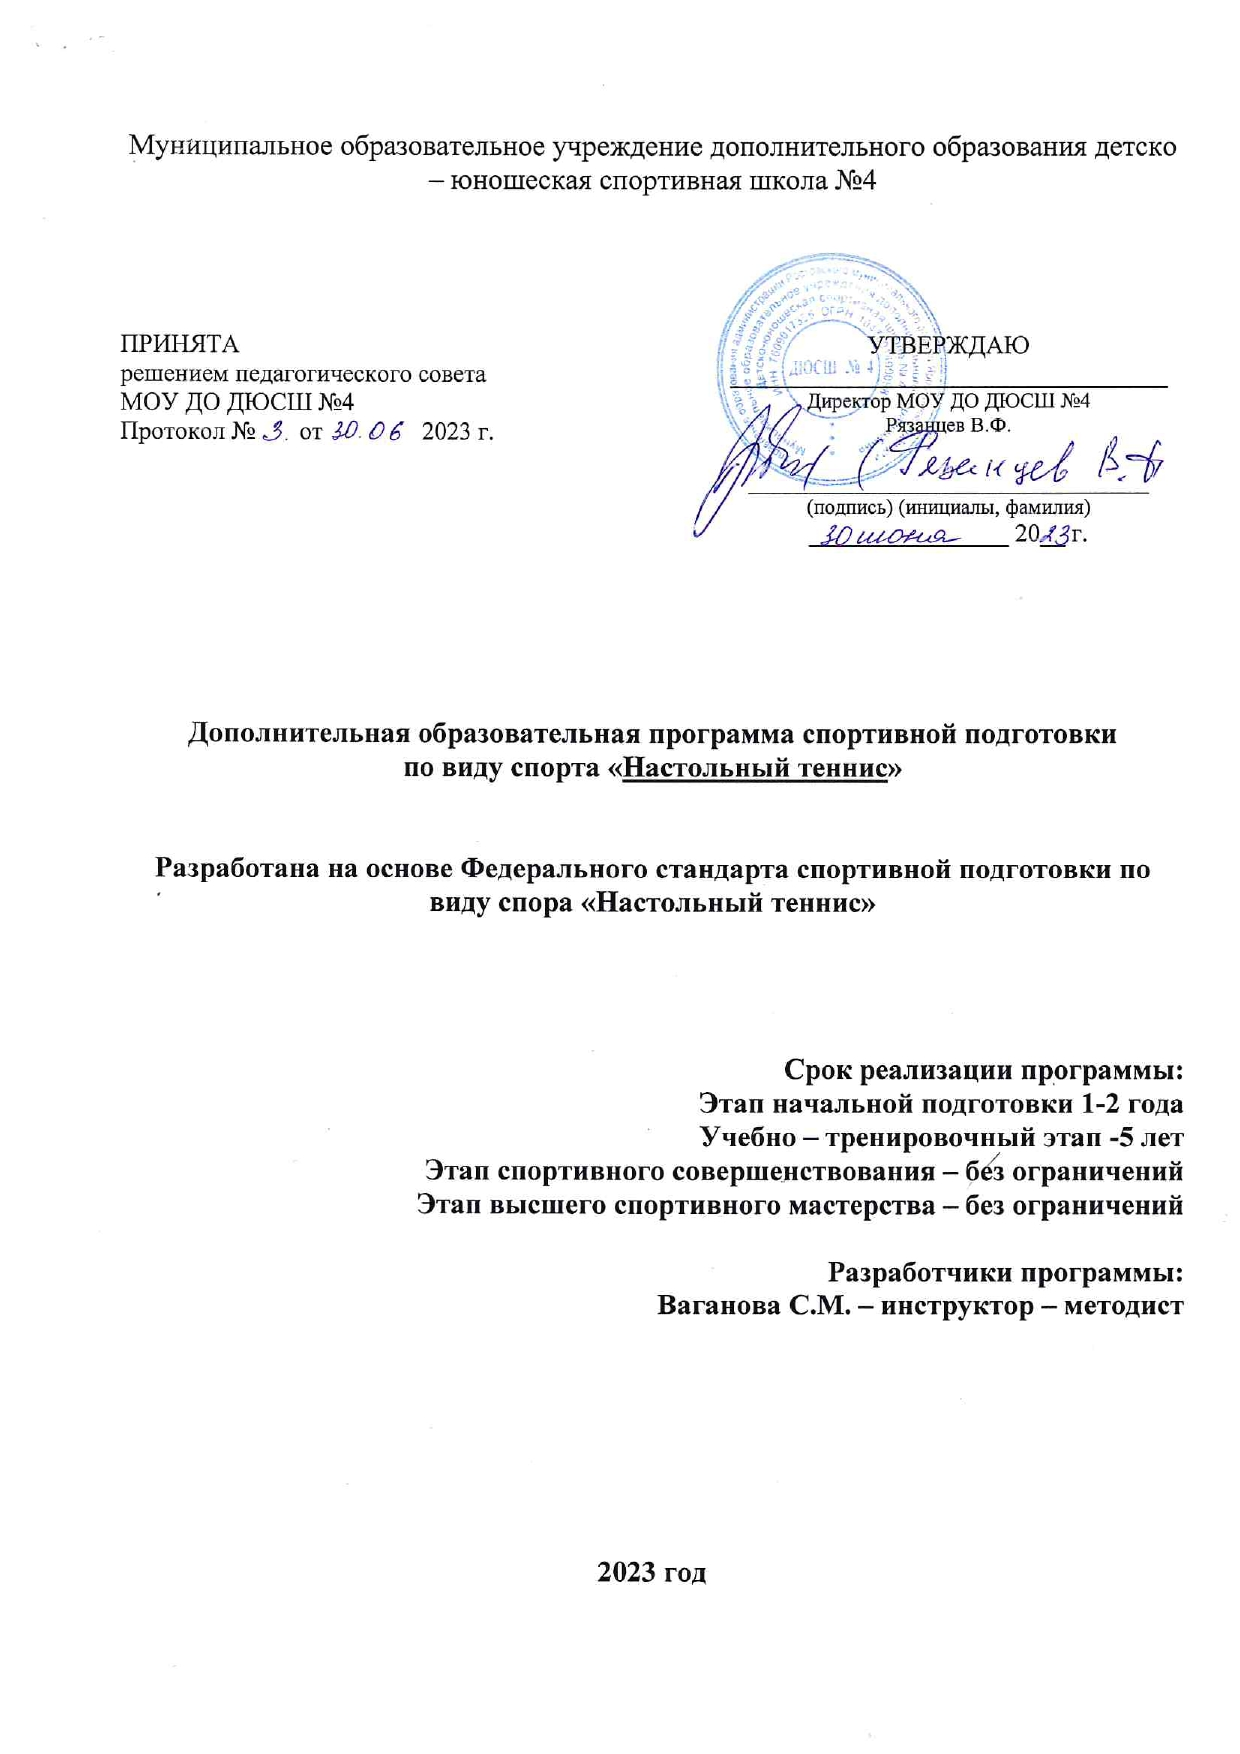 Муниципальное образовательное учреждение дополнительного образования детско
– юношеская спортивная школа №4
ПРИНЯТА
решением педагогического совета
МОУ ДО ДЮСШ №4
Протокол № 3. от 30.06 2023 г.
УТВЕРЖДАЮ
Директор МОУ ДО ДЮСШ №4
Рязанцев В.Ф.
(Рязанцев В.Ф
(подпись) (инициалы, фамилия)
30 июня 2023 г.
ДЮСШ № 4
Дополнительная образовательная программа спортивной подготовки
по виду спорта «Настольный теннис»
Разработана на основе Федерального стандарта спортивной подготовки по
виду спора «Настольный теннис»
Срок реализации программы:
Этап начальной подготовки 1-2 года
Учебно – тренировочный этап -5 лет
Этап спортивного совершенствования – без ограничений
Этап высшего спортивного мастерства – без ограничений
Разработчики программы:
Ваганова С.М. – инструктор – методист
2023 год